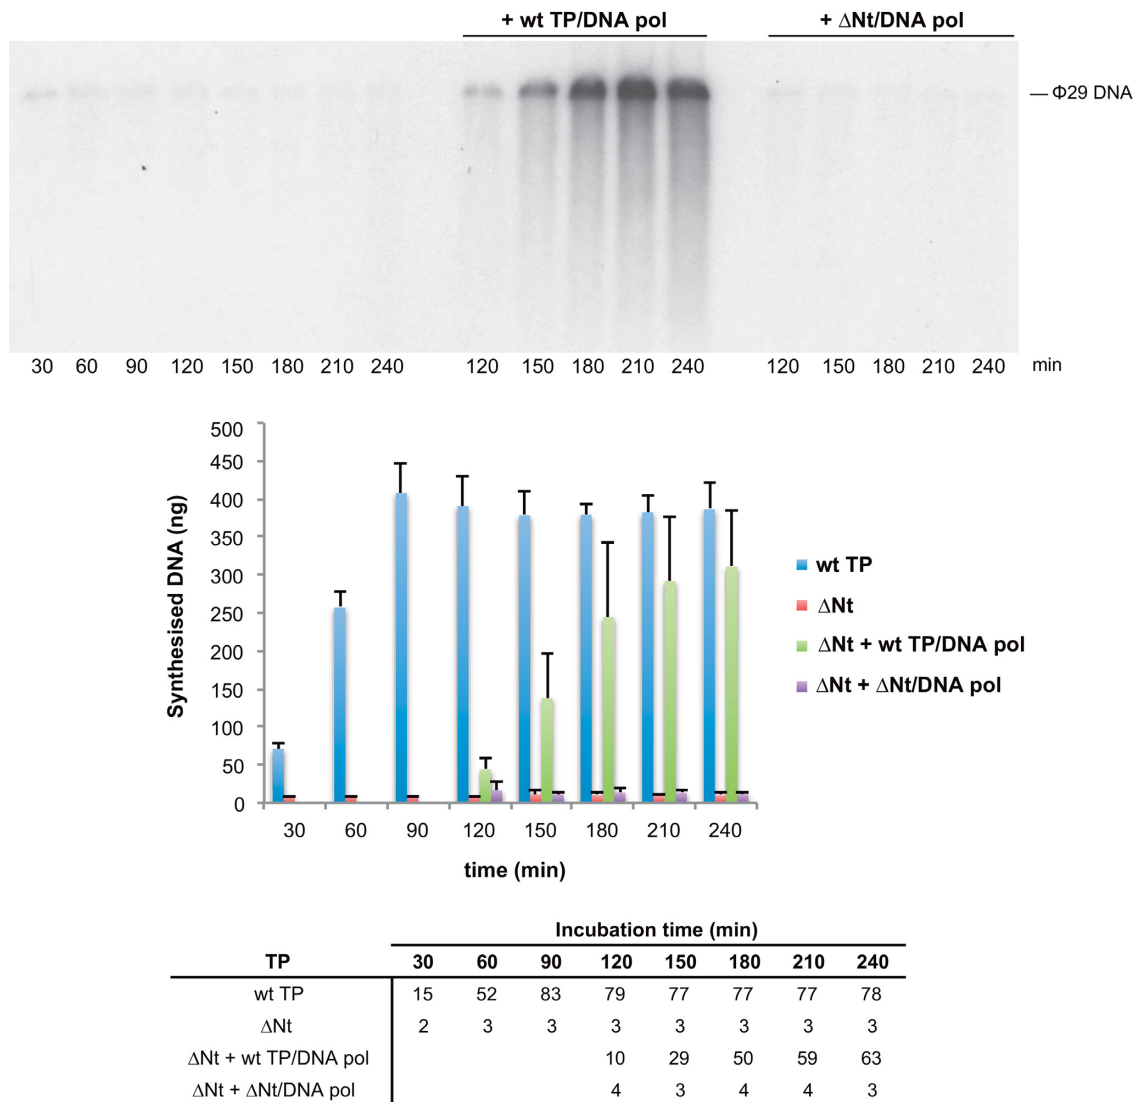 + wt TP/DNA pol + ΔNt/DNA pol
— Φ29 DNA
30 60 90 120 150 180 210 240 120 150 180 210 240 120 150 180 210 240 min
500
450
400
350
300
250
200
150
100
50
0
Synthesised DNA (ng)
30 60 90 120 150 180 210 240
time (min)
wt TP
ΔNt
ΔNt + wt TP/DNA pol
ΔNt + ΔNt/DNA pol
Incubation time (min)
TP 30 60 90 120 150 180 210 240
wt TP 15 52 83 79 77 77 77 78
ΔNt 2 3 3 3 3 3 3 3
ΔNt + wt TP/DNA pol 10 29 50 59 63
ΔNt + ΔNt/DNA pol 4 3 4 4 3